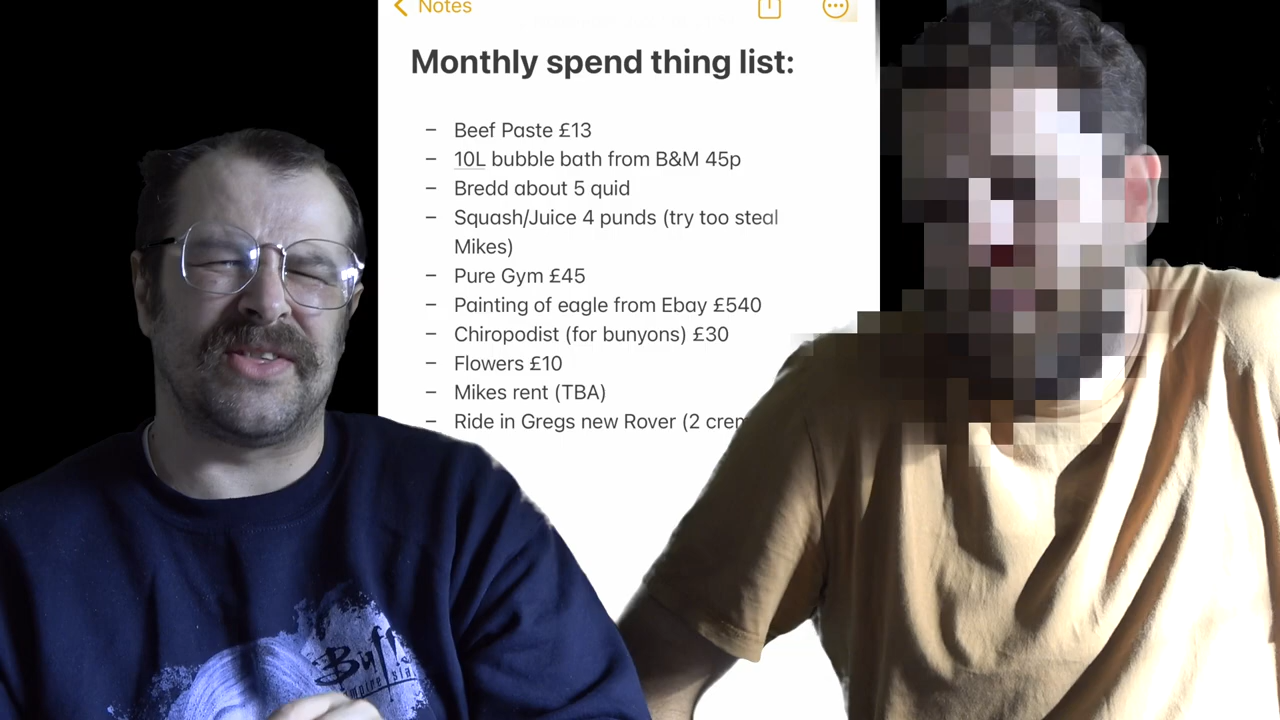 Notes
Monthly spend thing list:
– Beef Paste £13
– 10L bubble bath from B&M 45p
– Bredd about 5 quid
– Squash/Juice 4 punds (try too steal
Mikes)
– Pure Gym £45
– Painting of eagle from Ebay £540
– Chiropodist (for bunyons) £30
– Flowers £10
– Mikes rent (TBA)
– Ride in Gregs new Rover (2
Buffy